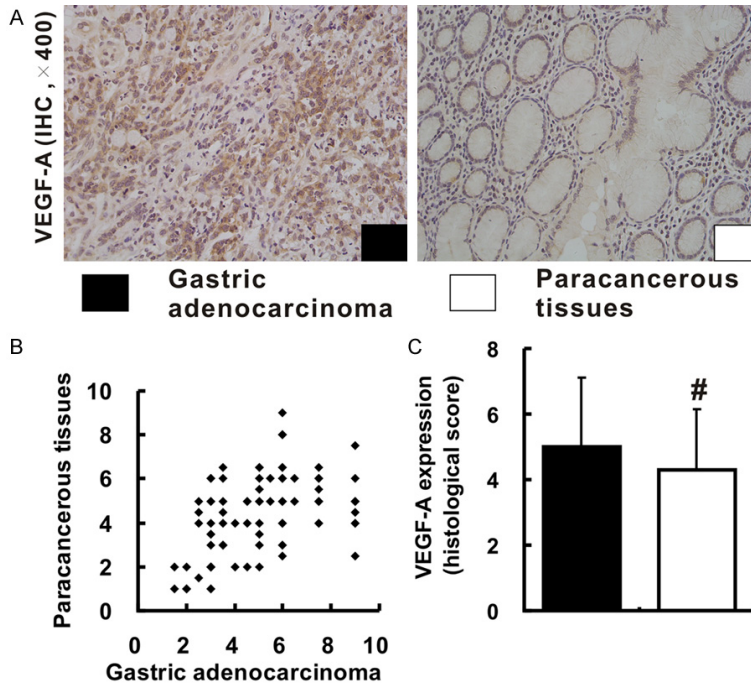 A
VEGF-A (IHC , × 400)
Gastric
adenocarcinoma
Paracancerous
tissues
B
Paracancerous tissues
10
8
6
4
2
0
0 2 4 6 8 10
Gastric adenocarcinoma
C
VEGF-A expression
(histological score)
8
6
4
2
0
#